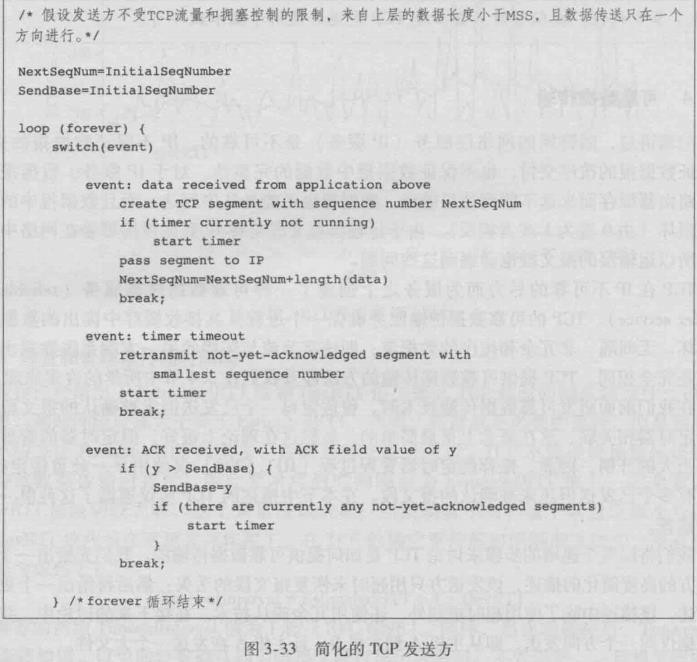 /* 假设发送方不受TCP流量和拥塞控制的限制，来自上层的数据长度小于MSS，且数据传送只在一个
方向进行。*/
NextSeqNum=InitialSeqNumber
SendBase=InitialSeqNumber
loop (forever) {
    switch(event)
        event: data received from application above
            create TCP segment with sequence number NextSeqNum
            if (timer currently not running)
                start timer
            pass segment to IP
            NextSeqNum=NextSeqNum+length(data)
            break;
        event: timer timeout
            retransmit not-yet-acknowledged segment with
                smallest sequence number
            start timer
            break;
        event: ACK received, with ACK field value of y
            if (y > SendBase) {
                SendBase=y
                if (there are currently any not-yet-acknowledged segments)
                    start timer
            }
            break;
    } /*forever 循环结束*/
图 3-33 简化的 TCP 发送方